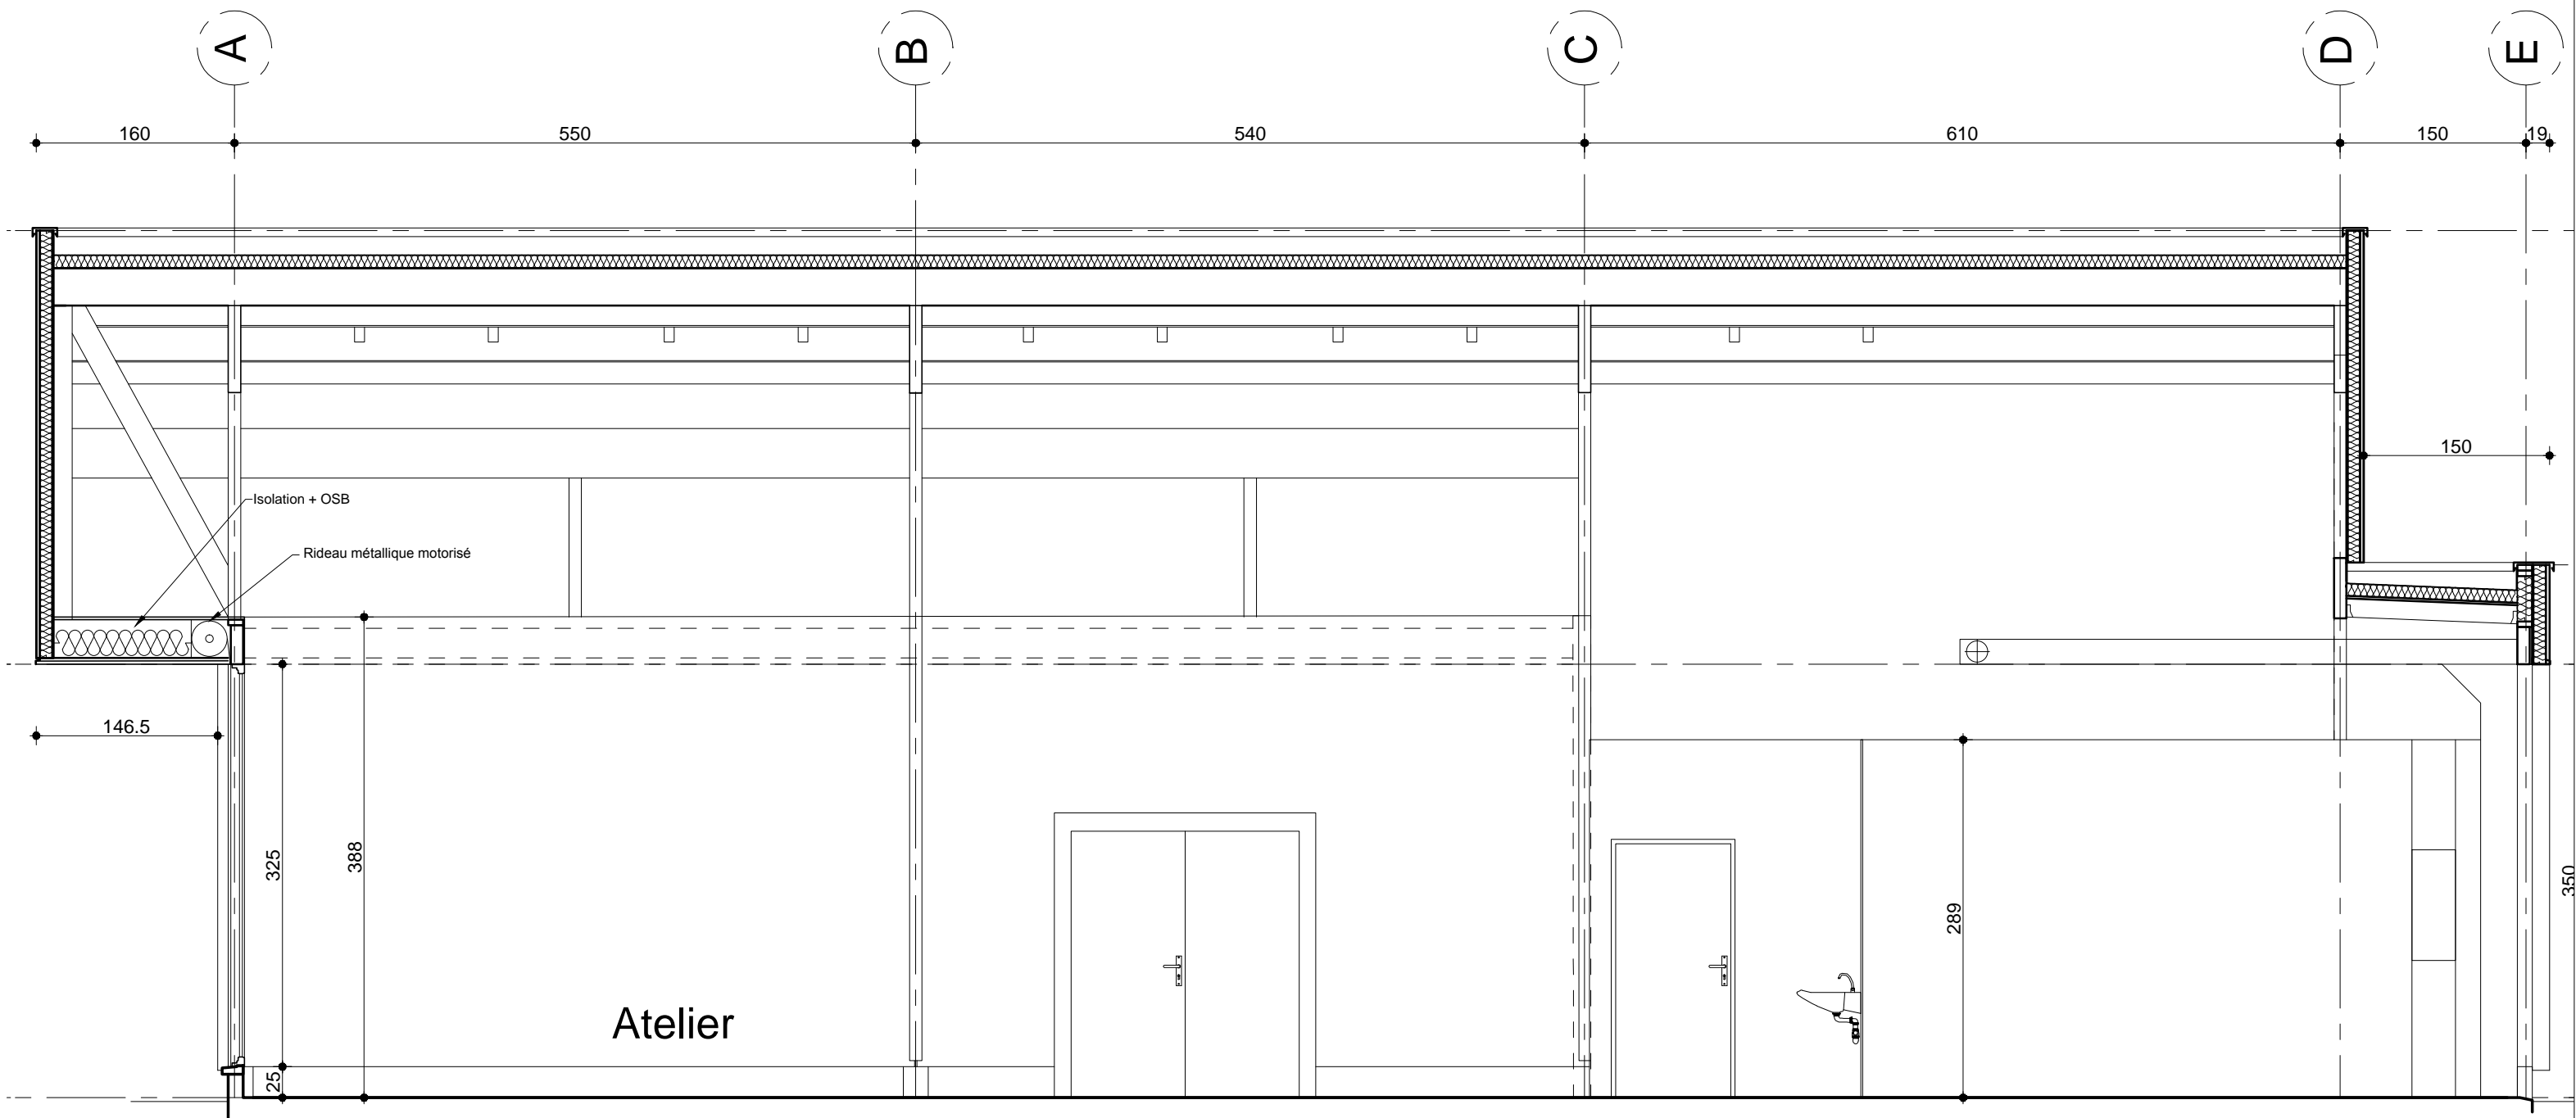 A
B
C
D
E
160
550
540
610
150
19
150
Isolation + OSB
Rideau métallique motorisé
146.5
325
388
289
350
Atelier
25